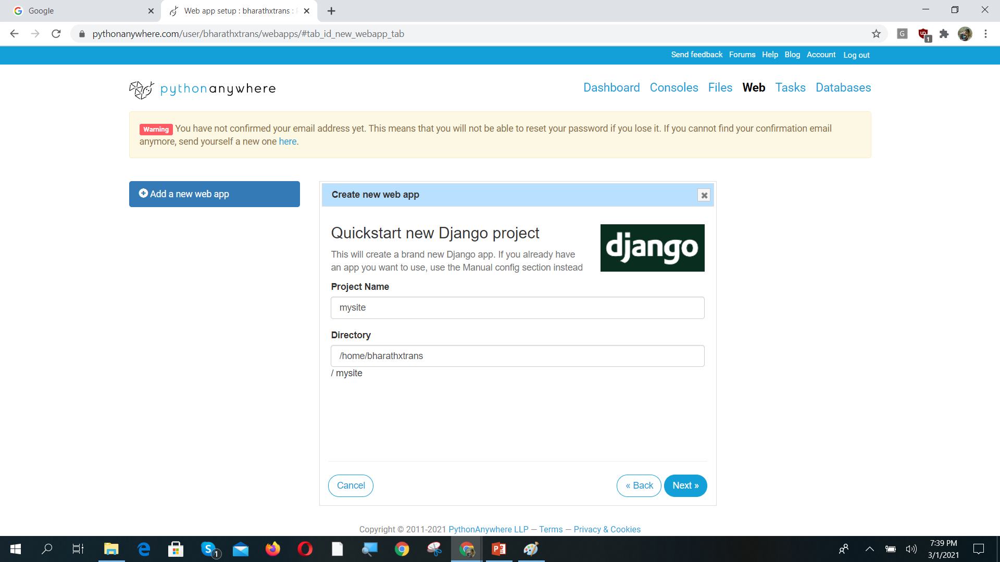 Google
Web app setup : bharathxtrans :
pythonanywhere.com/user/bharathxtrans/webapps/#tab_id_new_webapp_tab
G
1
Send feedback Forums Help Blog Account Log out
pythonanywhere
Dashboard Consoles Files Web Tasks Databases
Warning You have not confirmed your email address yet. This means that you will not be able to reset your password if you lose it. If you cannot find your confirmation email
anymore, send yourself a new one here.
Add a new web app
Create new web app
Quickstart new Django project
django
This will create a brand new Django app. If you already have
an app you want to use, use the Manual config section instead
Project Name
mysite
Directory
/home/bharathxtrans
/ mysite
Cancel
« Back
Next »
Copyright © 2011-2021 PythonAnywhere LLP — Terms — Privacy & Cookies
1
7:39 PM
3/1/2021